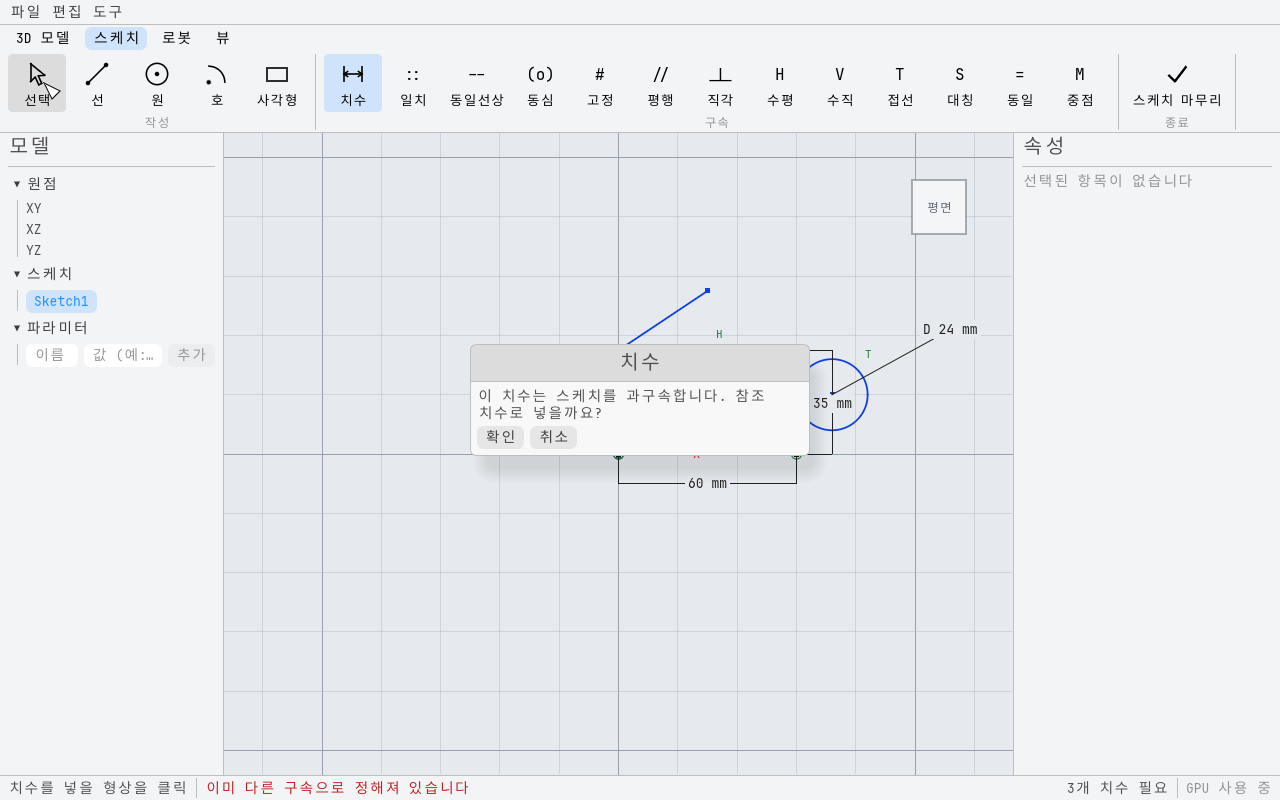 파일 편집 도구
3D 모델 스케치 로봇 뷰
선택 선 원 호 사각형 치수 일치 동일선상 동심 고정 평행 직각 수평 수직 접선 대칭 동일 중점 스케치 마무리
:: -- (o) # // H V T S = M
작성 구속 종료
모델
▼ 원점
XY
XZ
YZ
▼ 스케치
Sketch1
▼ 파라미터
이름 값 (예:… 추가
평면
H
D 24 mm
T
35 mm
60 mm
치수
이 치수는 스케치를 과구속합니다. 참조
치수로 넣을까요?
확인 취소
속성
선택된 항목이 없습니다
치수를 넣을 형상을 클릭 이미 다른 구속으로 정해져 있습니다 3개 치수 필요 GPU 사용 중